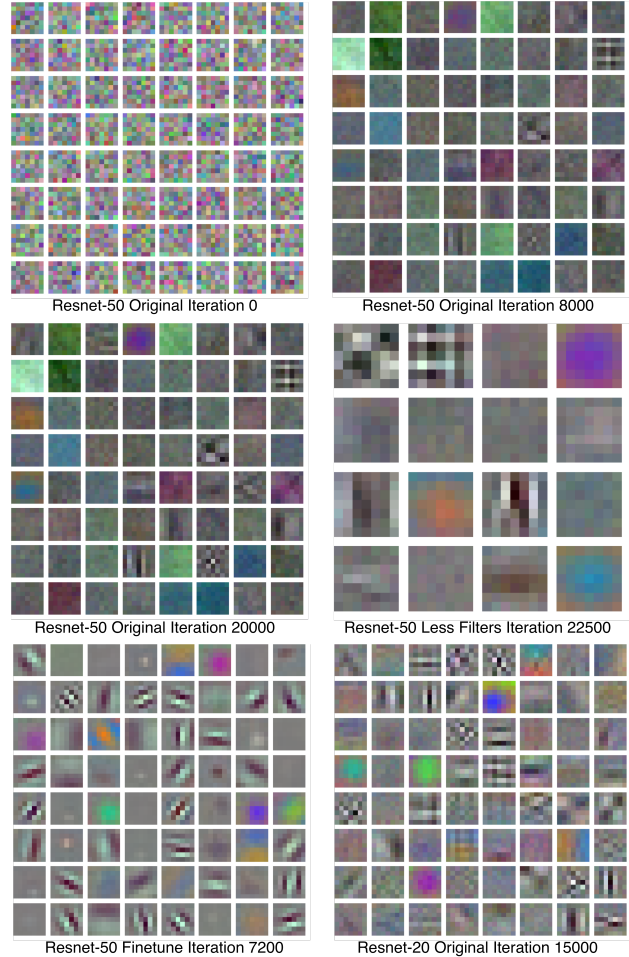 Resnet-50 Original Iteration 0
Resnet-50 Original Iteration 8000
Resnet-50 Original Iteration 20000
Resnet-50 Less Filters Iteration 22500
Resnet-50 Finetune Iteration 7200
Resnet-20 Original Iteration 15000